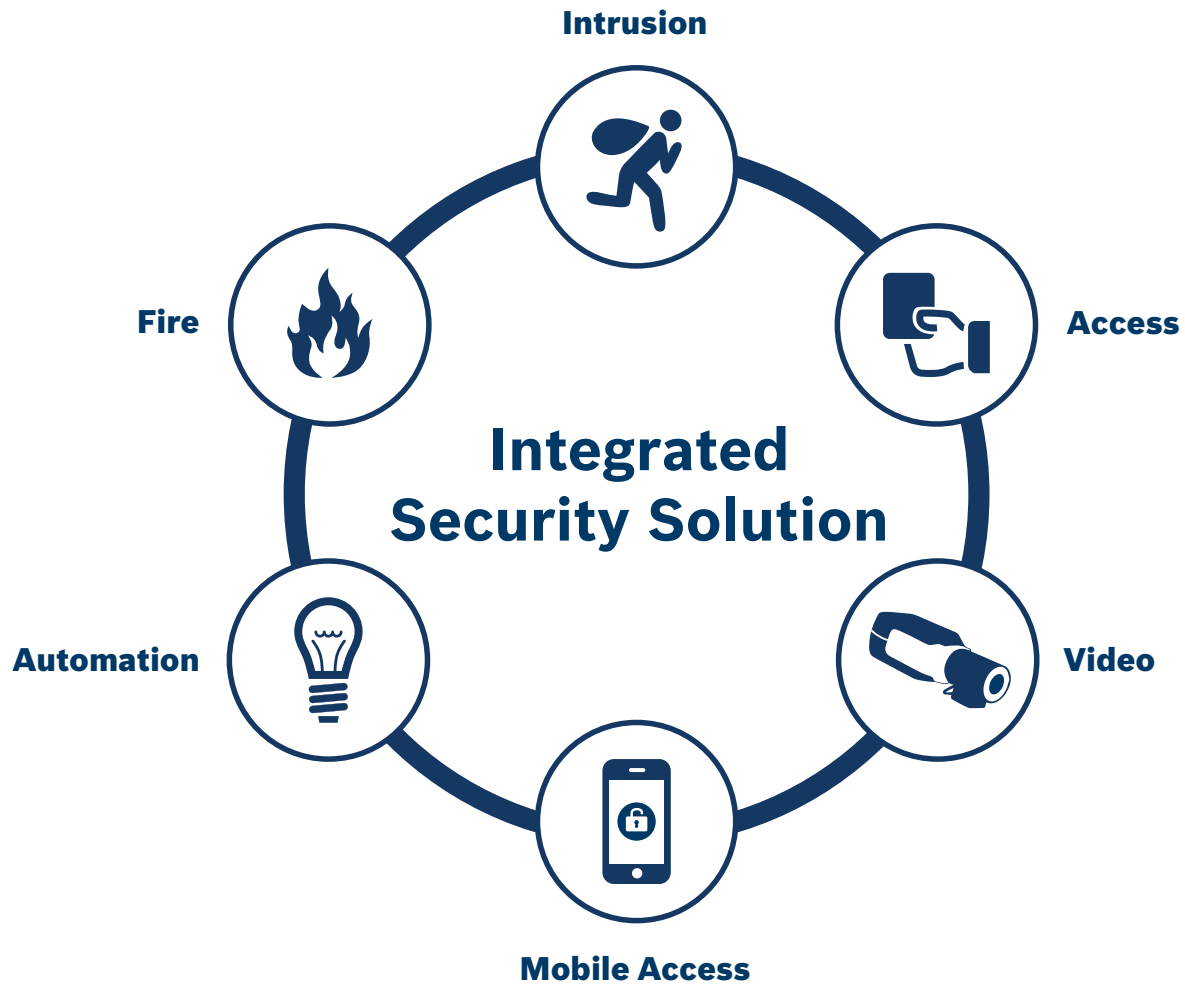 Intrusion
Fire
Access
Integrated
Security Solution
Automation
Video
Mobile Access